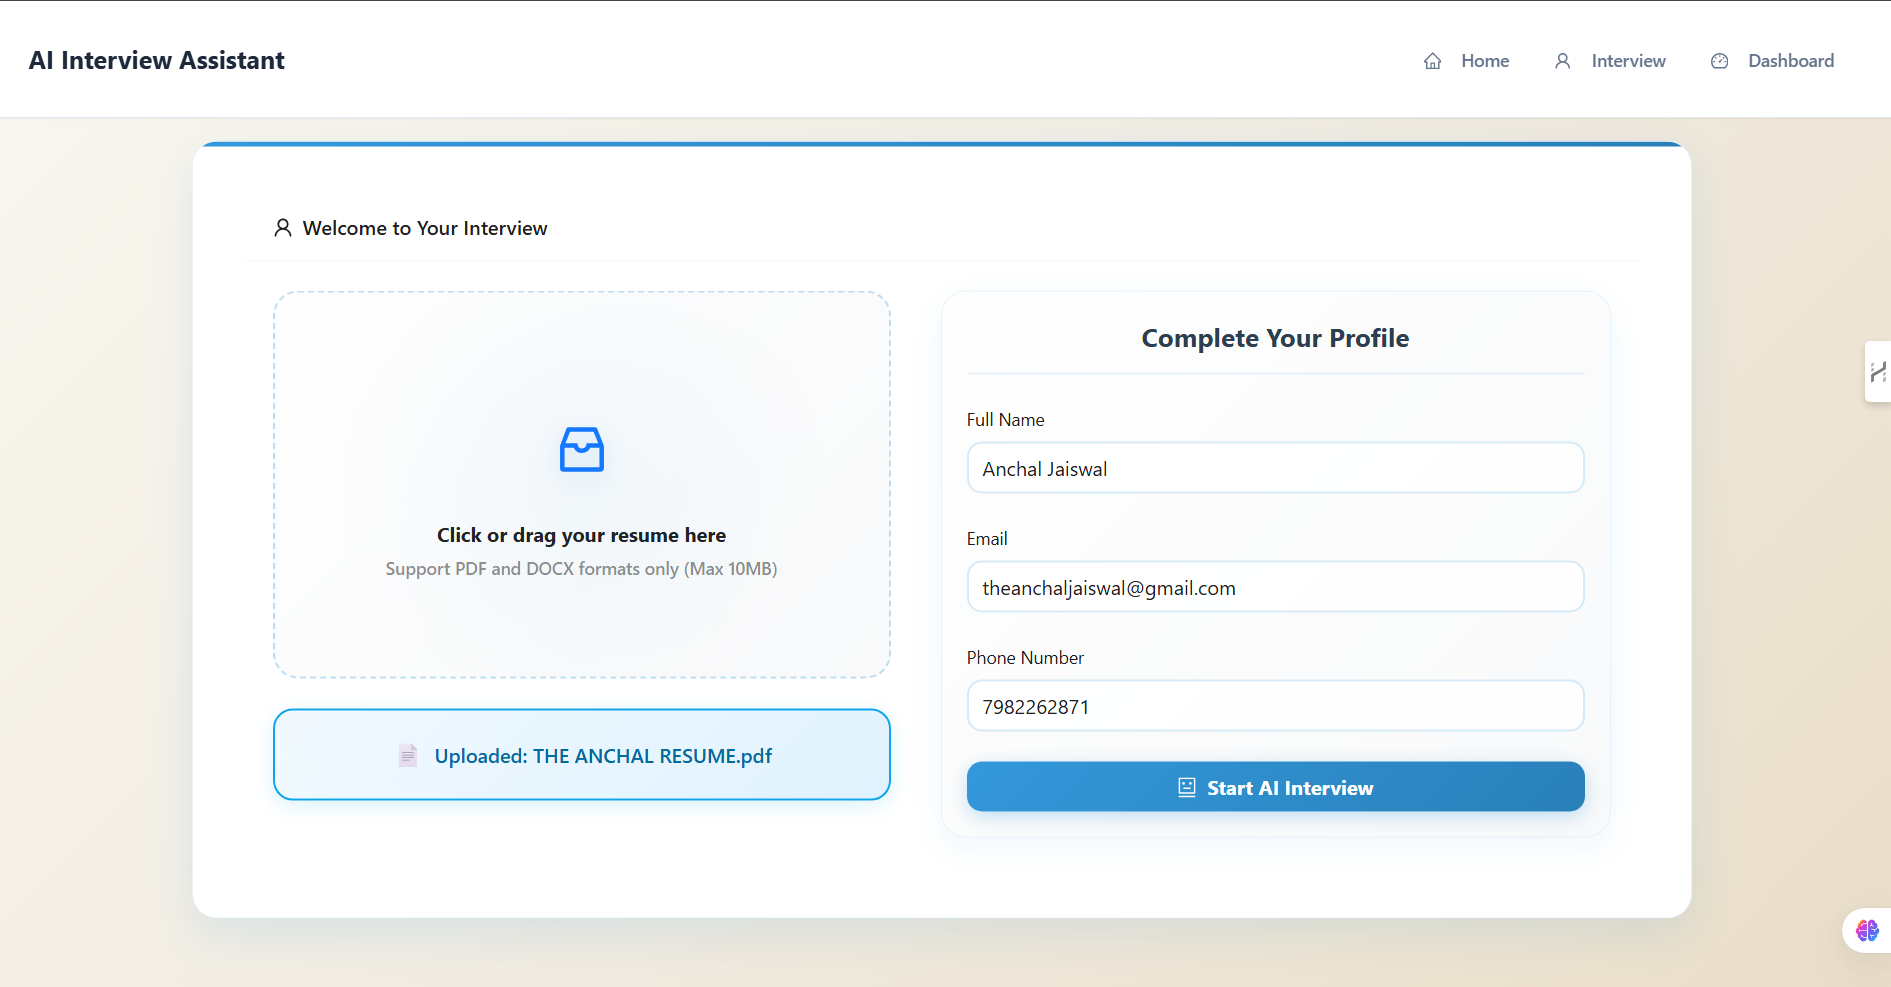 AI Interview Assistant
Home
Interview
Dashboard
Welcome to Your Interview
Click or drag your resume here
Support PDF and DOCX formats only (Max 10MB)
Uploaded: THE ANCHAL RESUME.pdf
Complete Your Profile
Full Name
Anchal Jaiswal
Email
theanchaljaiswal@gmail.com
Phone Number
7982262871
Start AI Interview